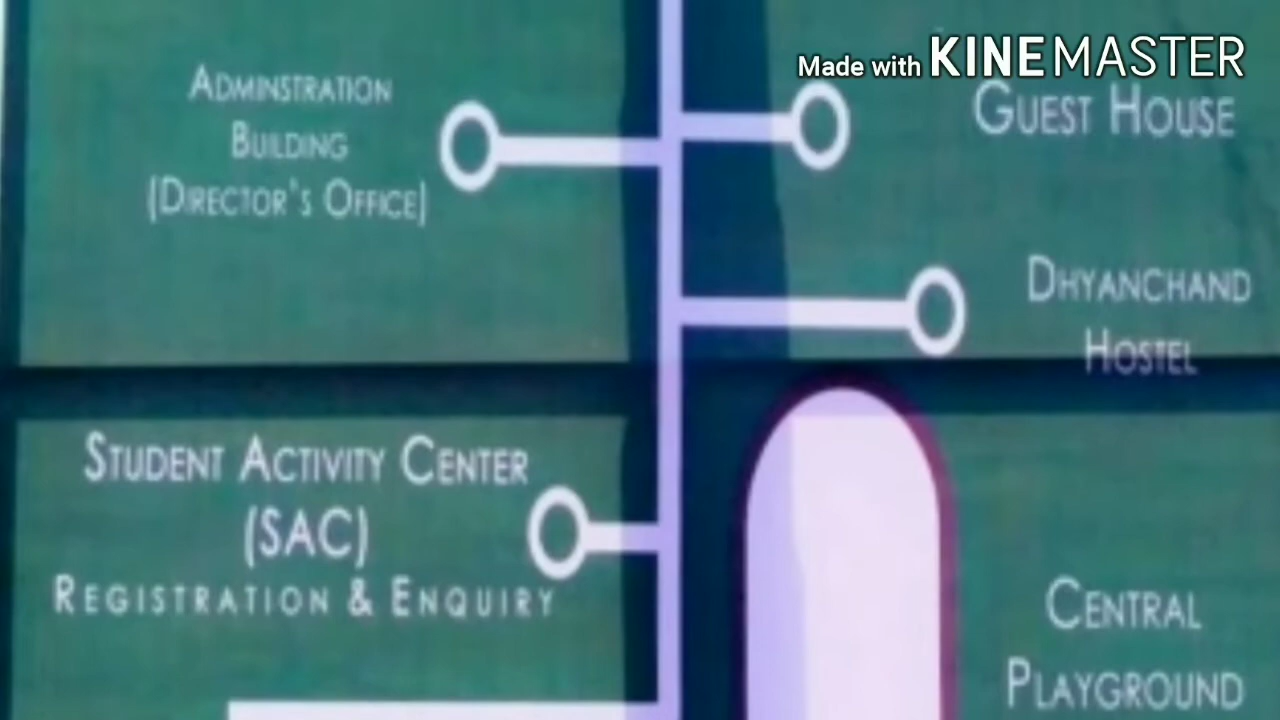 Made with KINEMASTER
ADMINSTRATION
BUILDING
(DIRECTOR'S OFFICE)
GUEST HOUSE
DHYANCHAND
HOSTEL
STUDENT ACTIVITY CENTER
(SAC)
REGISTRATION & ENQUIRY
CENTRAL
PLAYGROUND